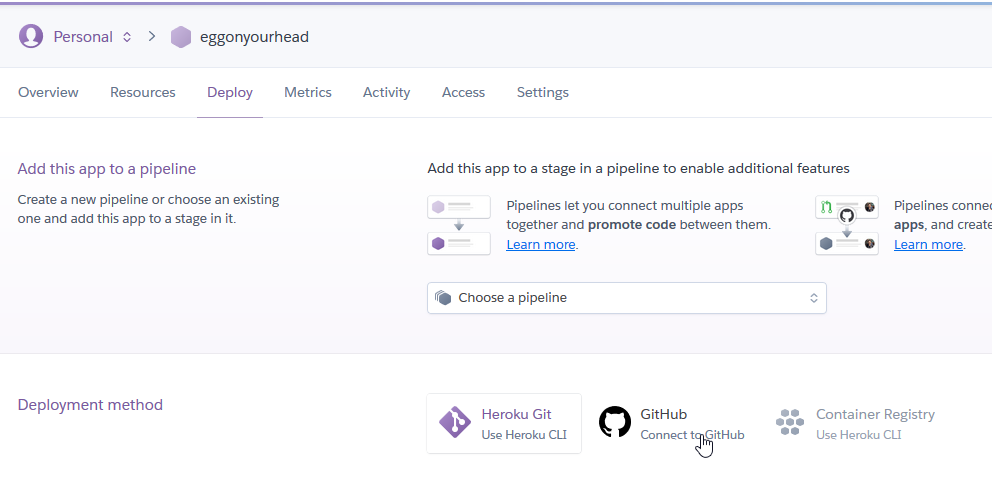 Personal
eggonyourhead
Overview
Resources
Deploy
Metrics
Activity
Access
Settings
Add this app to a pipeline
Create a new pipeline or choose an existing
one and add this app to a stage in it.
Add this app to a stage in a pipeline to enable additional features
Pipelines let you connect multiple apps
together and promote code between them.
Learn more.
Pipelines connec
apps, and create
Learn more.
Choose a pipeline
Deployment method
Heroku Git
Use Heroku CLI
GitHub
Connect to GitHub
Container Registry
Use Heroku CLI